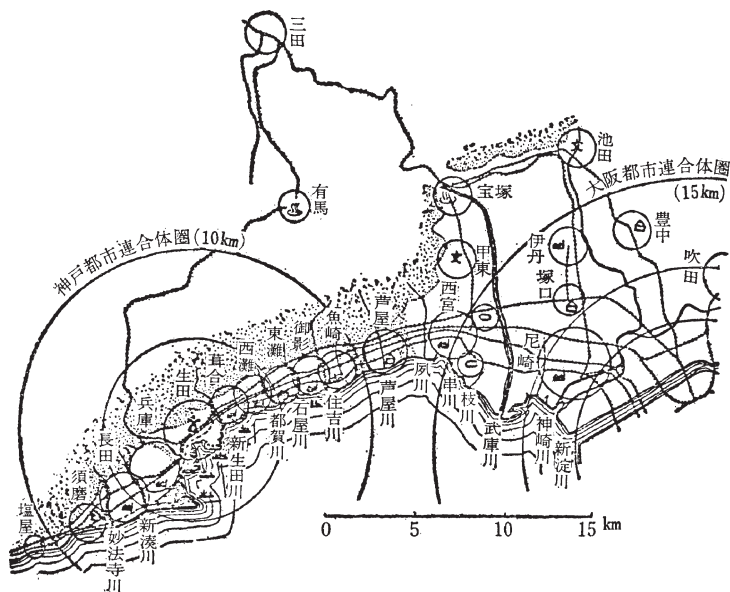 三田
有馬
池田
宝塚
大阪都市連合体圏
(15km)
豊中
伊丹
塚口
甲東
西宮
吹田
神戸都市連合体圏(10km)
芦屋
魚崎
御影
東灘
西灘
葺合
生田
兵庫
長田
須磨
塩屋
尼崎
夙川
串川
枝川
武庫川
神崎川
新淀川
芦屋川
住吉川
石屋川
都賀川
新生田川
新湊川
妙法寺川
0 5 10 15 km